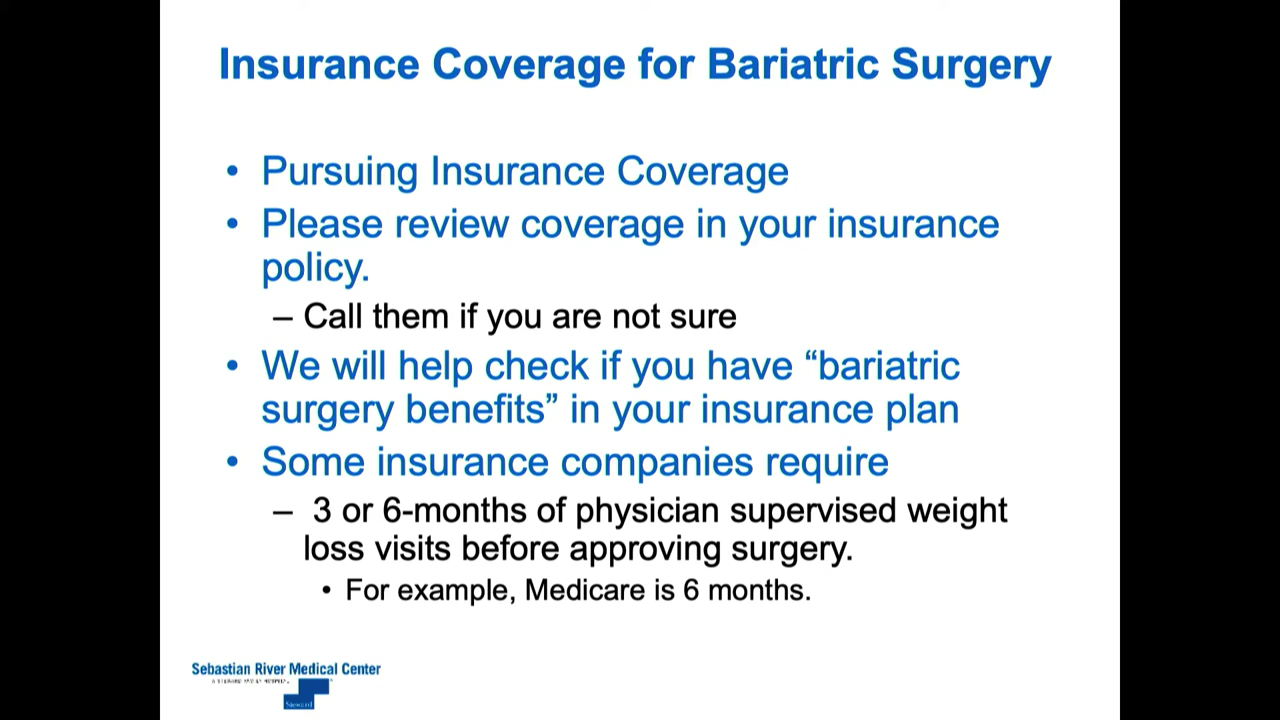 Insurance Coverage for Bariatric Surgery
• Pursuing Insurance Coverage
• Please review coverage in your insurance
policy.
– Call them if you are not sure
• We will help check if you have “bariatric
surgery benefits” in your insurance plan
• Some insurance companies require
– 3 or 6-months of physician supervised weight
loss visits before approving surgery.
• For example, Medicare is 6 months.
Sebastian River Medical Center
Steward